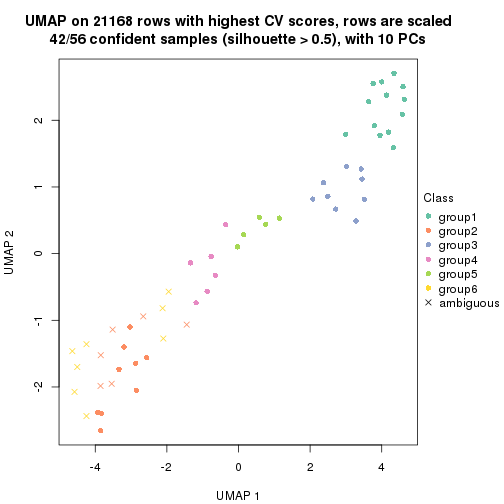 UMAP on 21168 rows with highest CV scores, rows are scaled
42/56 confident samples (silhouette > 0.5), with 10 PCs
UMAP 2
2
1
0
-1
-2
-4
-2
0
2
4
UMAP 1
Class
group1
group2
group3
group4
group5
group6
ambiguous